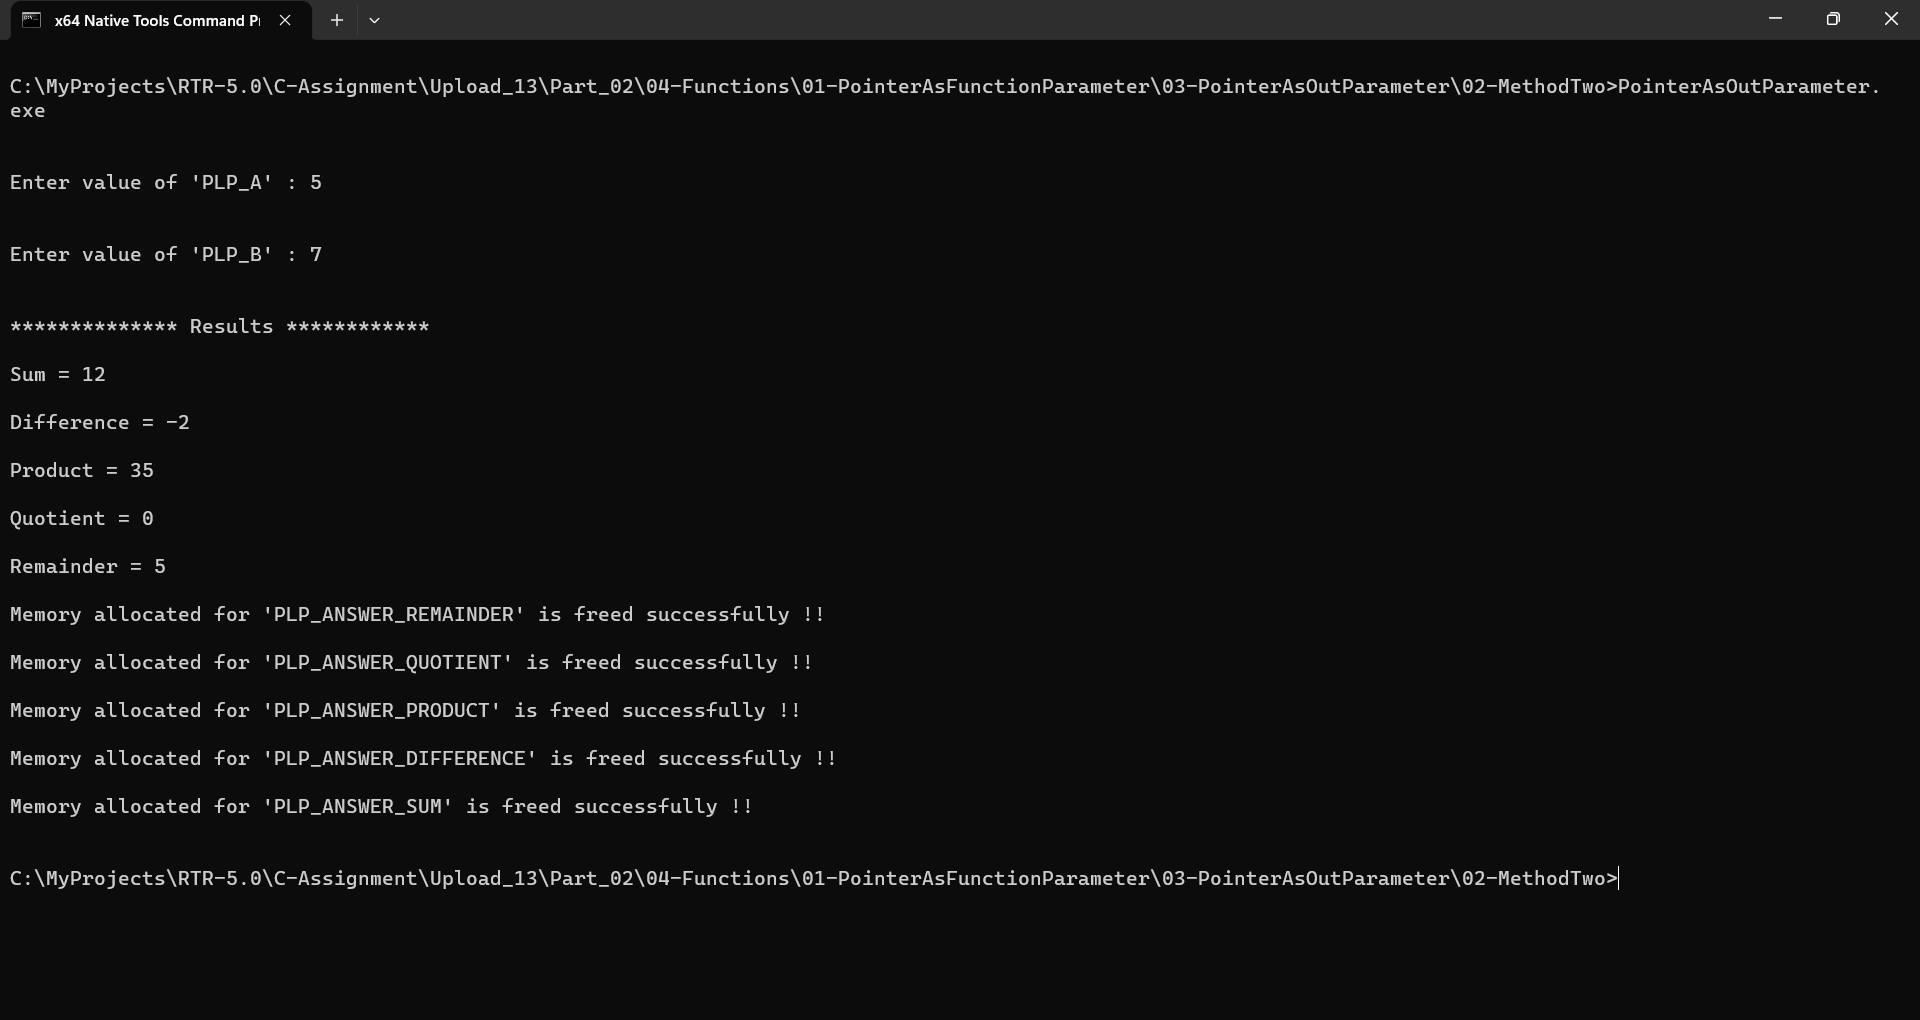 x64 Native Tools Command P
C:\MyProjects\RTR-5.0\C-Assignment\Upload_13\Part_02\04-Functions\01-PointerAsFunctionParameter\03-PointerAsOutParameter\02-MethodTwo>PointerAsOutParameter.
exe
Enter value of 'PLP_A' : 5
Enter value of 'PLP_B' : 7
************** Results ************
Sum = 12
Difference = -2
Product = 35
Quotient = 0
Remainder = 5
Memory allocated for 'PLP_ANSWER_REMAINDER' is freed successfully !!
Memory allocated for 'PLP_ANSWER_QUOTIENT' is freed successfully !!
Memory allocated for 'PLP_ANSWER_PRODUCT' is freed successfully !!
Memory allocated for 'PLP_ANSWER_DIFFERENCE' is freed successfully !!
Memory allocated for 'PLP_ANSWER_SUM' is freed successfully !!
C:\MyProjects\RTR-5.0\C-Assignment\Upload_13\Part_02\04-Functions\01-PointerAsFunctionParameter\03-PointerAsOutParameter\02-MethodTwo>